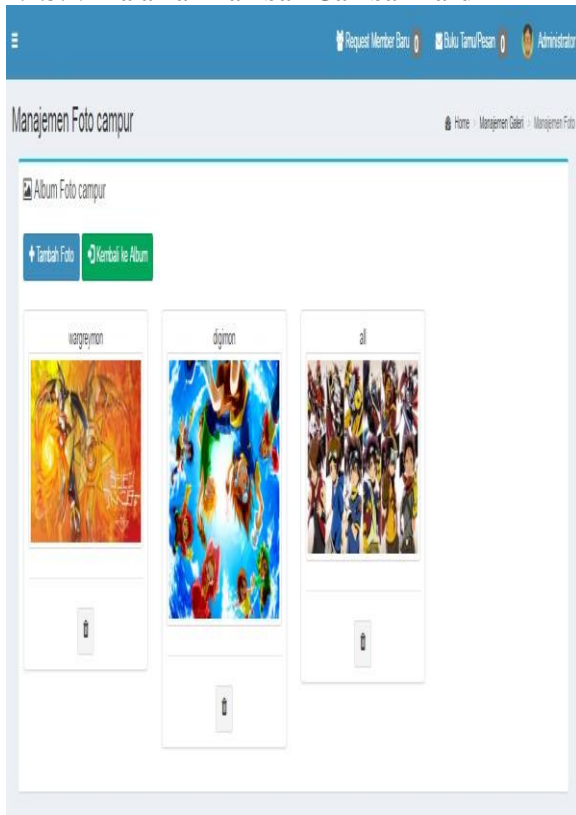 Request Member Baru 0 Buku Tamu/Pesan 0 Administrator
Manajemen Foto campur
Home > Manajemen Galeri > Manajemen Foto
Album Foto campur
Tambah Foto Kembali ke Album
wargreymon digimon all